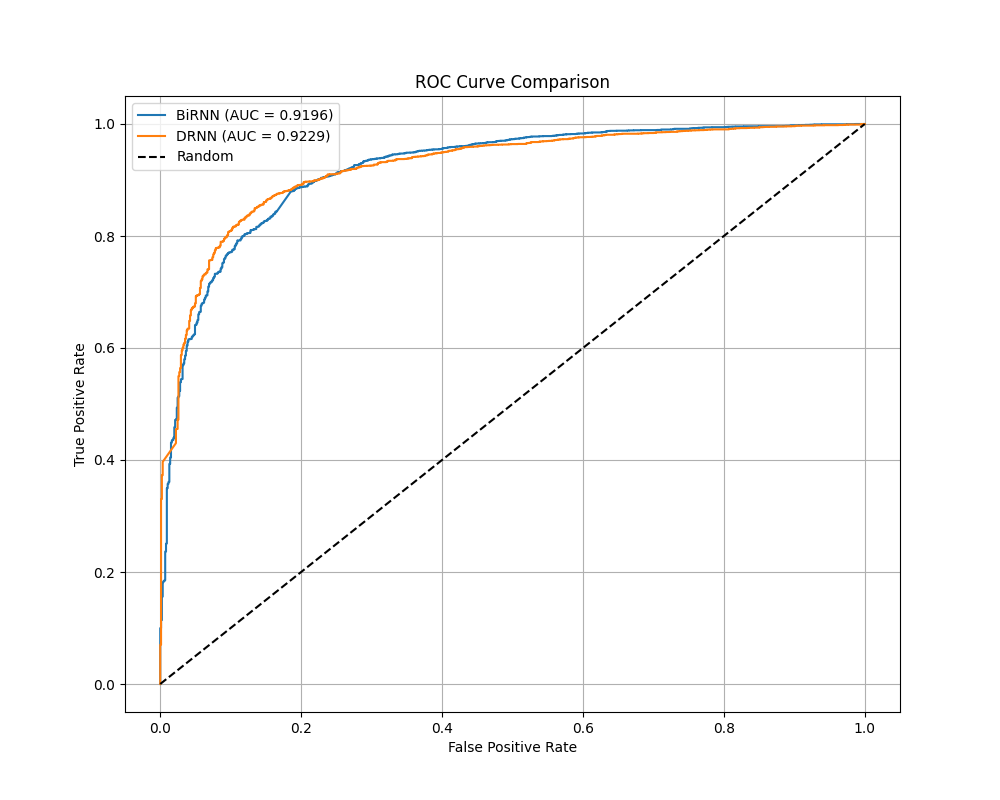 ROC Curve Comparison
BiRNN (AUC = 0.9196)
DRNN (AUC = 0.9229)
Random
1.0
0.8
0.6
0.4
0.2
0.0
True Positive Rate
0.0 0.2 0.4 0.6 0.8 1.0
False Positive Rate